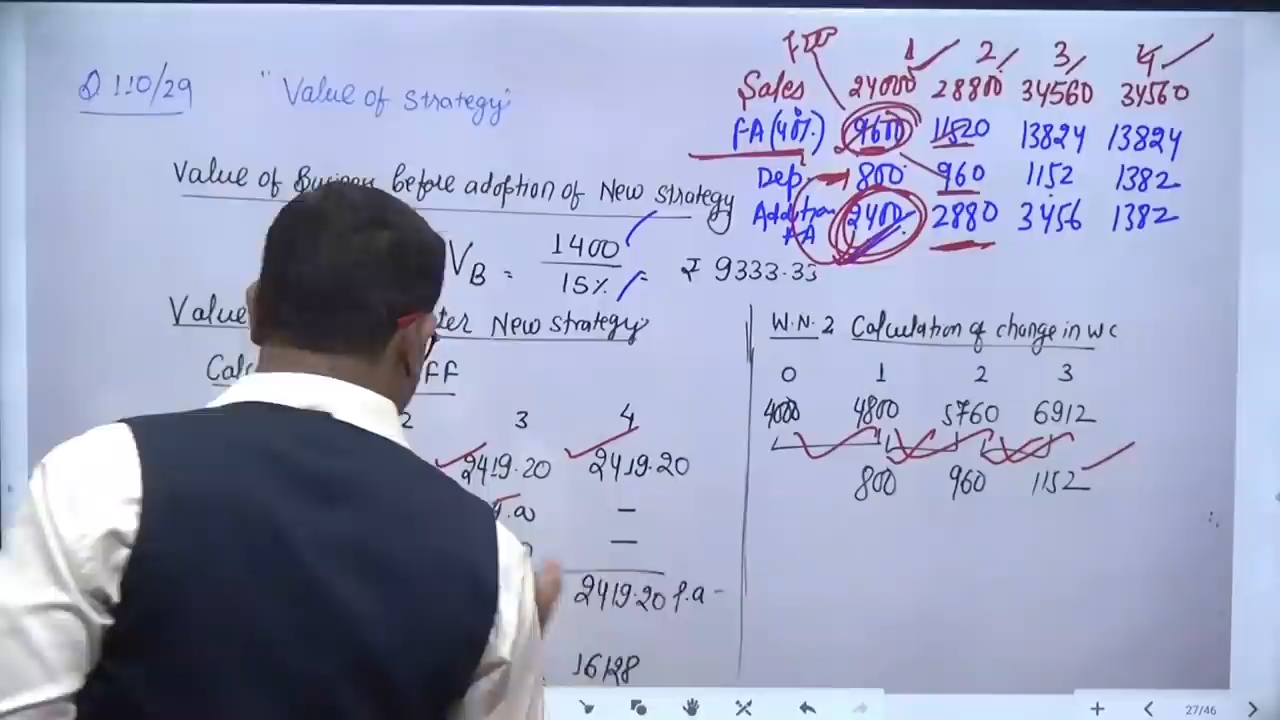 Q 110/29 "Value of Strategy"
1 2 3 4
Sales 24000 28800 34560 34560
FA (40%) 9600 11520 13824 13824
Dep 800 960 1152 1382
Addition FA 2400 2880 3456 1382
Value of Business before adoption of New Strategy
VB = 1400 / 15% = ₹ 9333.33
Value ter New Strategy
Calc FF
2 3 4
2419.20 2419.20
- 
-
2419.20 p.a
16128
W.N. 2 Calculation of change in WC
0 1 2 3
4000 4800 5760 6912
800 960 1152
27/46